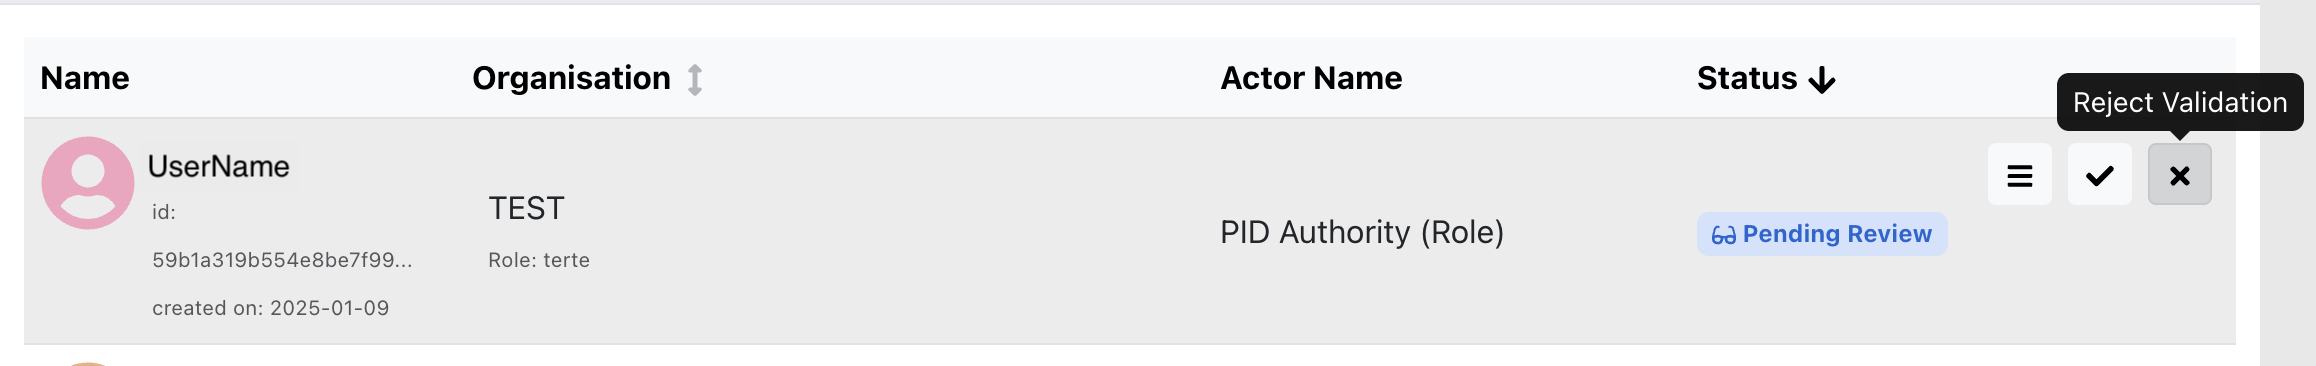 Name Organisation Actor Name Status
Reject Validation
UserName
id:
59b1a319b554e8be7f99...
created on: 2025-01-09
TEST
Role: terte
PID Authority (Role)
Pending Review